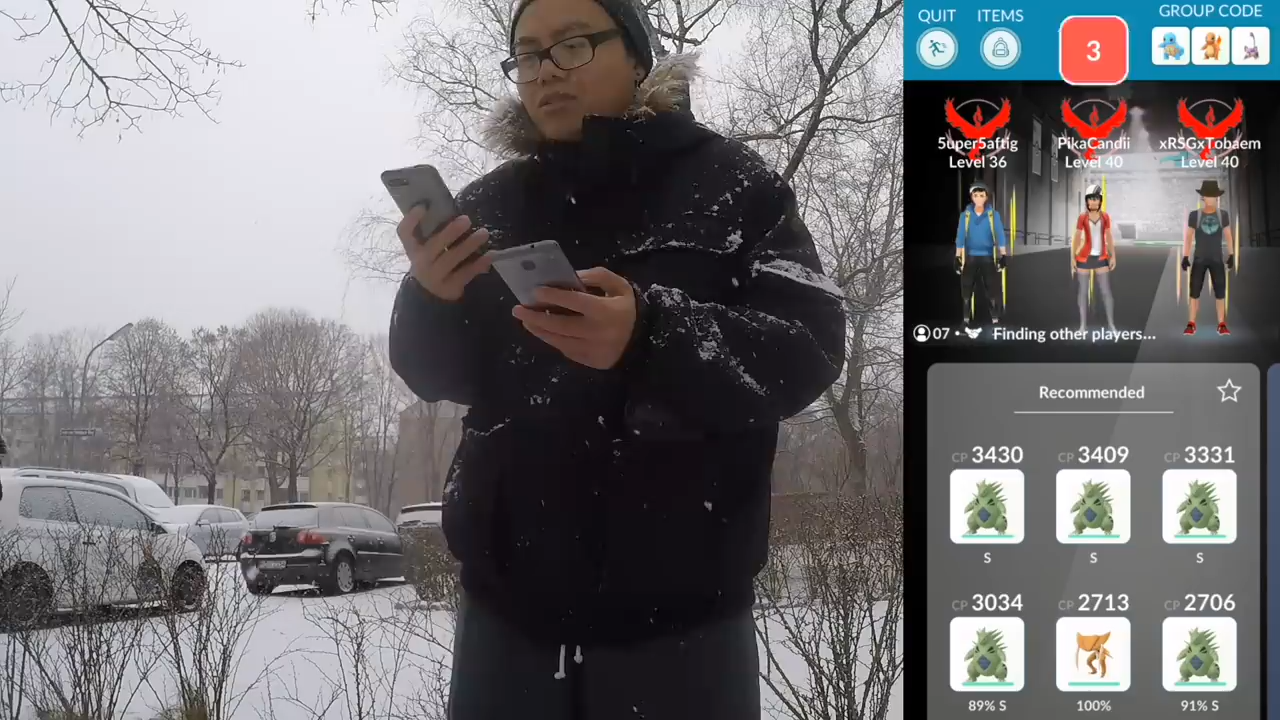 QUIT
ITEMS
3
GROUP CODE
5uper5aftig
Level 36
PikaCandii
Level 40
xRSGxTobaem
Level 40
07 • Finding other players...
Recommended
CP 3430
CP 3409
CP 3331
S
S
S
CP 3034
CP 2713
CP 2706
89% S
100%
91% S